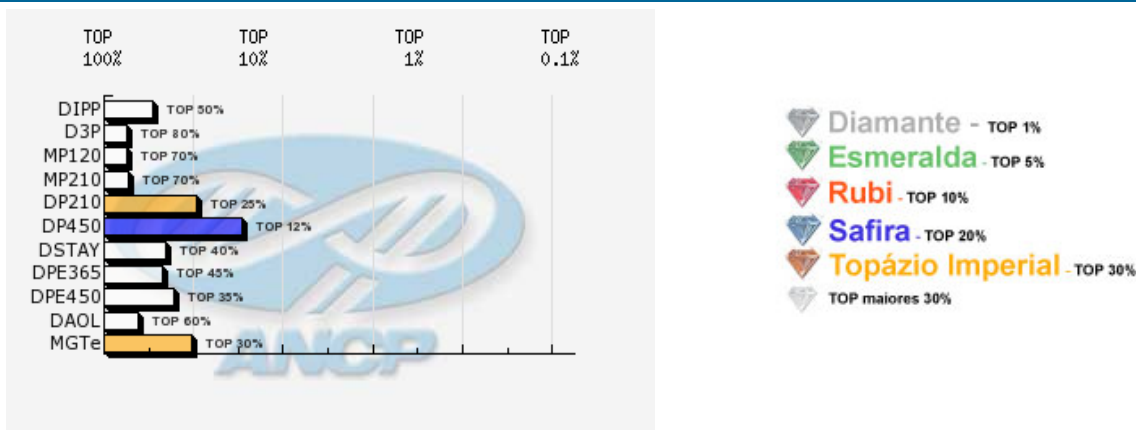 TOP TOP TOP TOP
100% 10% 1% 0.1%
DIPP TOP 50%
D3P TOP 80%
MP120 TOP 70%
MP210 TOP 70%
DP210 TOP 25%
DP450 TOP 12%
DSTAY TOP 40%
DPE365 TOP 45%
DPE450 TOP 35%
DAOL TOP 60%
MGTe TOP 30%
ANCP
Diamante - TOP 1%
Esmeralda - TOP 5%
Rubi - TOP 10%
Safira - TOP 20%
Topázio Imperial - TOP 30%
TOP maiores 30%